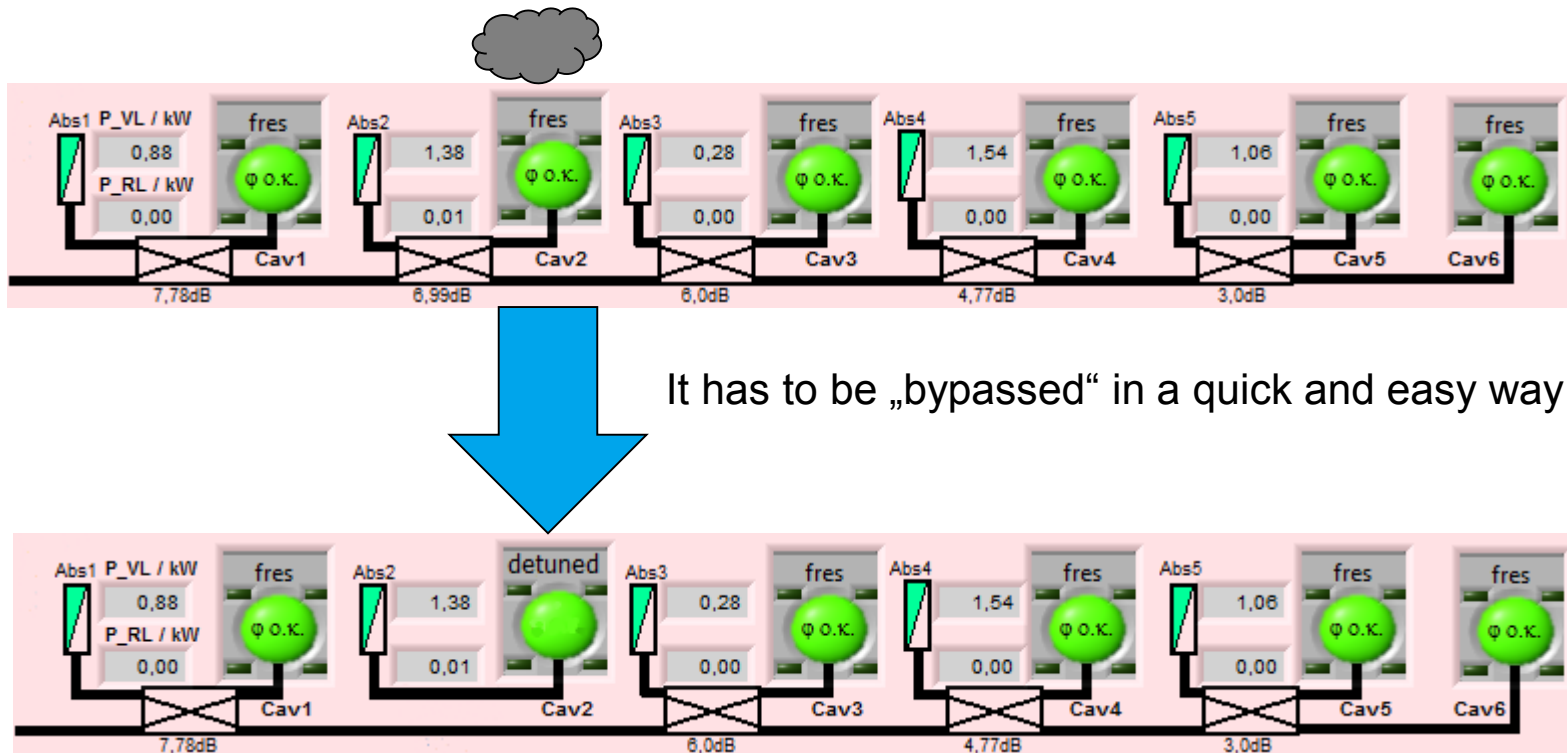 Abs1 P_VL / kW fres Abs2 fres Abs3 fres Abs4 fres Abs5 fres fres
0,88 1,38 0,28 1,54 1,06
P_RL / kW φ ο.κ. φ ο.κ. φ ο.κ. φ ο.κ. φ ο.κ. φ ο.κ.
0,00 0,01 0,00 0,00 0,00
Cav1 Cav2 Cav3 Cav4 Cav5 Cav6
7,78dB 6,99dB 6,0dB 4,77dB 3,0dB
It has to be „bypassed“ in a quick and easy way
Abs1 P_VL / kW fres Abs2 detuned Abs3 fres Abs4 fres Abs5 fres fres
0,88 1,38 0,28 1,54 1,06
P_RL / kW φ ο.κ. φ ο.κ. φ ο.κ. φ ο.κ. φ ο.κ.
0,00 0,01 0,00 0,00 0,00
Cav1 Cav2 Cav3 Cav4 Cav5 Cav6
7,78dB 6,0dB 4,77dB 3,0dB